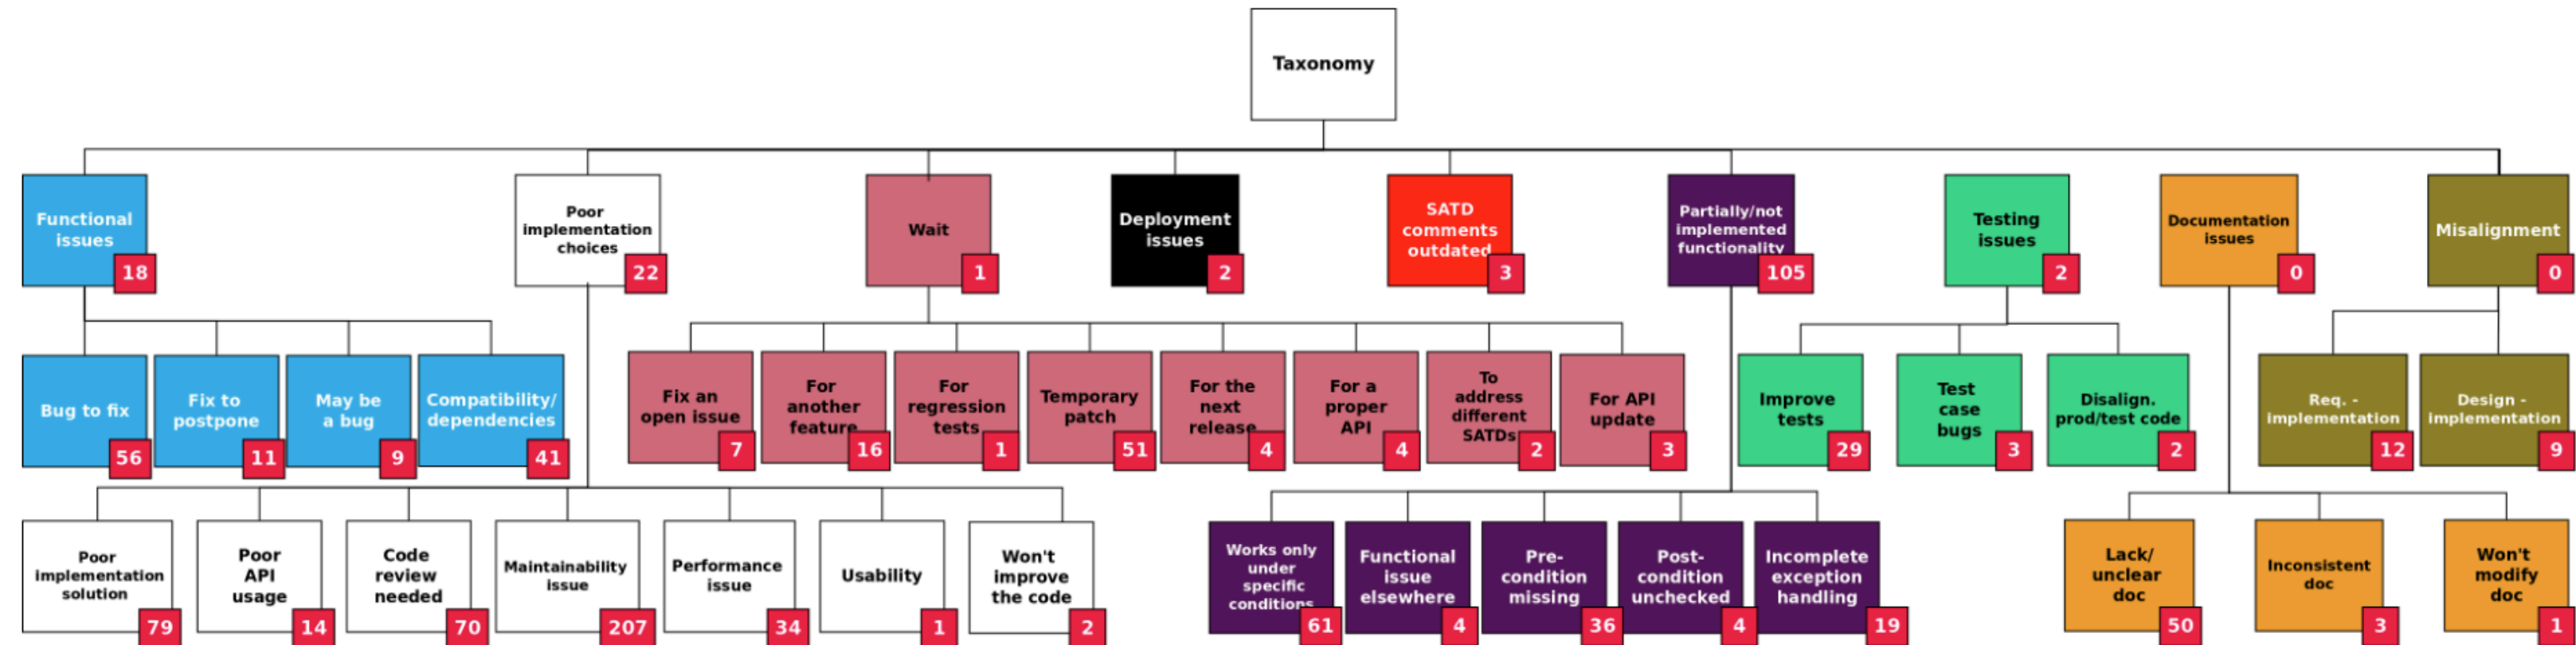 Taxonomy
Functional
issues
18
Poor
implementation
choices
22
Wait
1
Deployment
issues
2
SATD
comments
outdated
3
Partially/not
implemented
functionality
105
Testing
issues
2
Documentation
issues
0
Misalignment
0
Bug to fix
56
Fix to
postpone
11
May be
a bug
9
Compatibility/
dependencies
41
Fix an
open issue
7
For
another
feature
16
For
regression
tests
1
Temporary
patch
51
For the
next
release
4
For a
proper
API
4
To
address
different
SATDs
2
For API
update
3
Improve
tests
29
Test
case
bugs
3
Disalign.
prod/test code
2
Req. -
implementation
12
Design -
implementation
9
Poor
implementation
solution
79
Poor
API
usage
14
Code
review
needed
70
Maintainability
issue
207
Performance
issue
34
Usability
1
Won't
improve
the code
2
Works only
under
specific
conditions
61
Functional
issue
elsewhere
4
Pre-
condition
missing
36
Post-
condition
unchecked
4
Incomplete
exception
handling
19
Lack/
unclear
doc
50
Inconsistent
doc
3
Won't
modify
doc
1